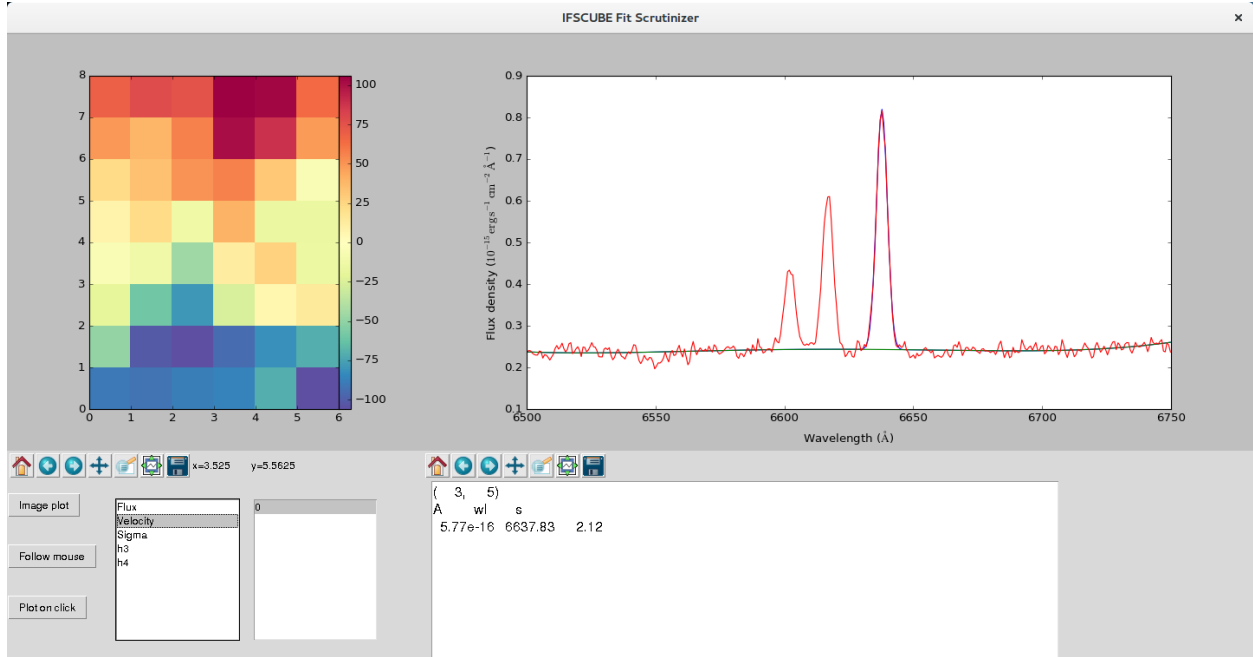 IFSCUBE Fit Scrutinizer
×
8
7
6
5
4
3
2
1
0
0 1 2 3 4 5 6
100
75
50
25
0
−25
−50
−75
−100
0.9
0.8
0.7
0.6
0.5
0.4
0.3
0.2
0.1
6500 6550 6600 6650 6700 6750
Flux density (10⁻¹⁵ ergs⁻¹ cm⁻² Å⁻¹)
Wavelength (Å)
x=3.525 y=5.5625
Image plot
Follow mouse
Plot on click
Flux
Velocity
Sigma
h3
h4
0
( 3, 5)
A wl s
5.77e-16 6637.83 2.12